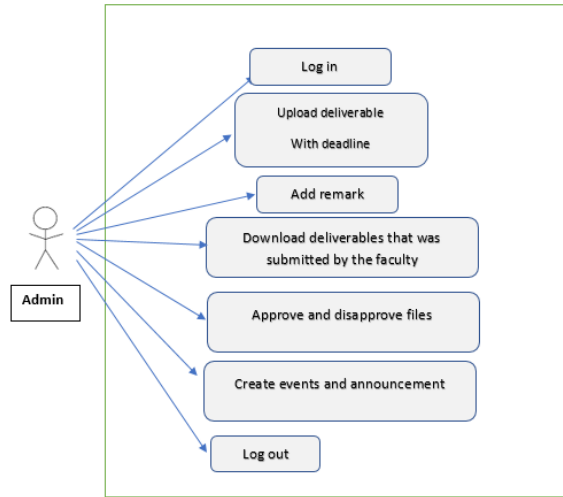 Log in
Upload deliverable
With deadline
Add remark
Download deliverables that was
submitted by the faculty
Admin
Approve and disapprove files
Create events and announcement
Log out